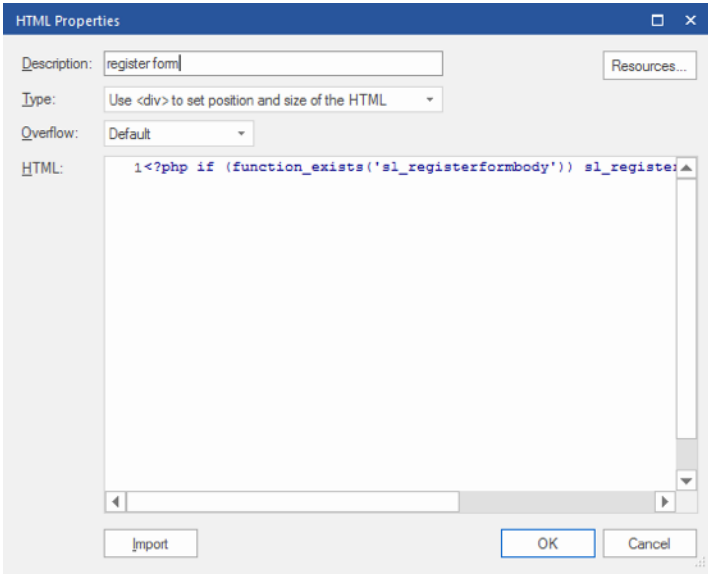 HTML Properties
Description: register form
Resources...
Type: Use <div> to set position and size of the HTML
Overflow: Default
HTML: 1<?php if (function_exists('sl_registerformbody')) sl_register
Import
OK
Cancel